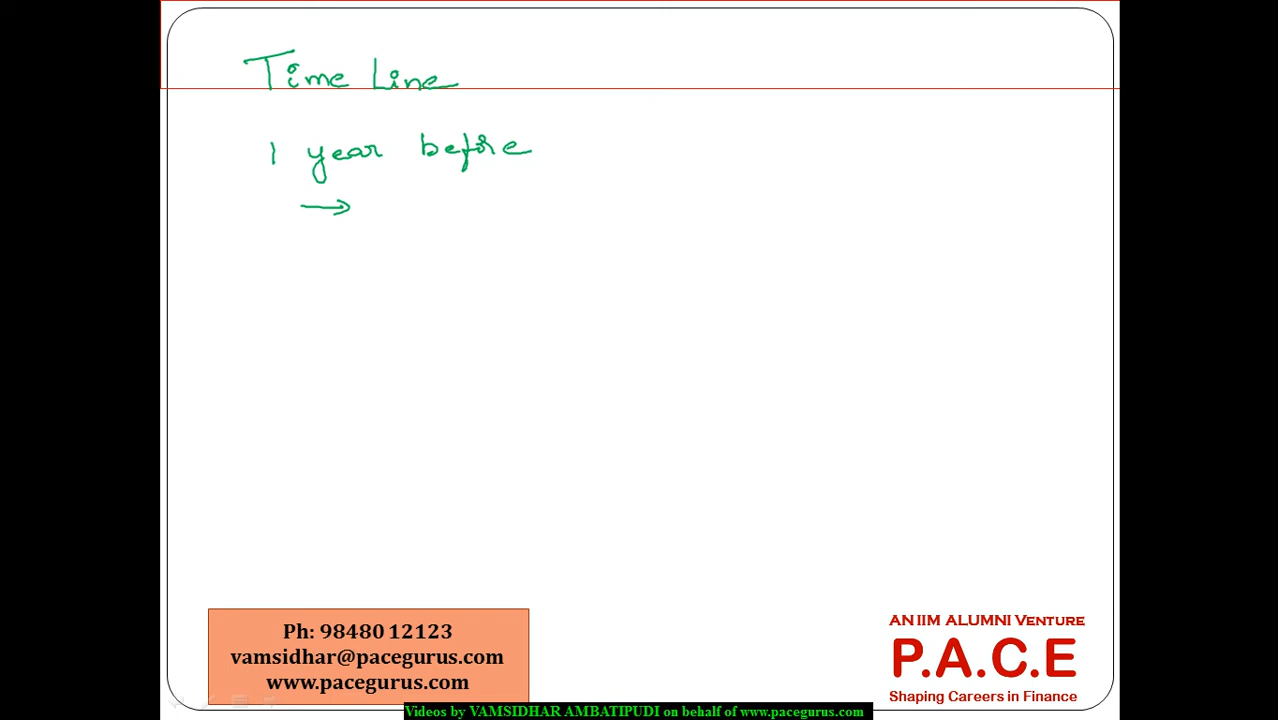 Time Line
1 year before
→
Ph: 98480 12123
vamsidhar@pacegurus.com
www.pacegurus.com
AN IIM ALUMNI VENTURE
P.A.C.E
Shaping Careers in Finance
Videos by VAMSIDHAR AMBATIPUDI on behalf of www.pacegurus.com